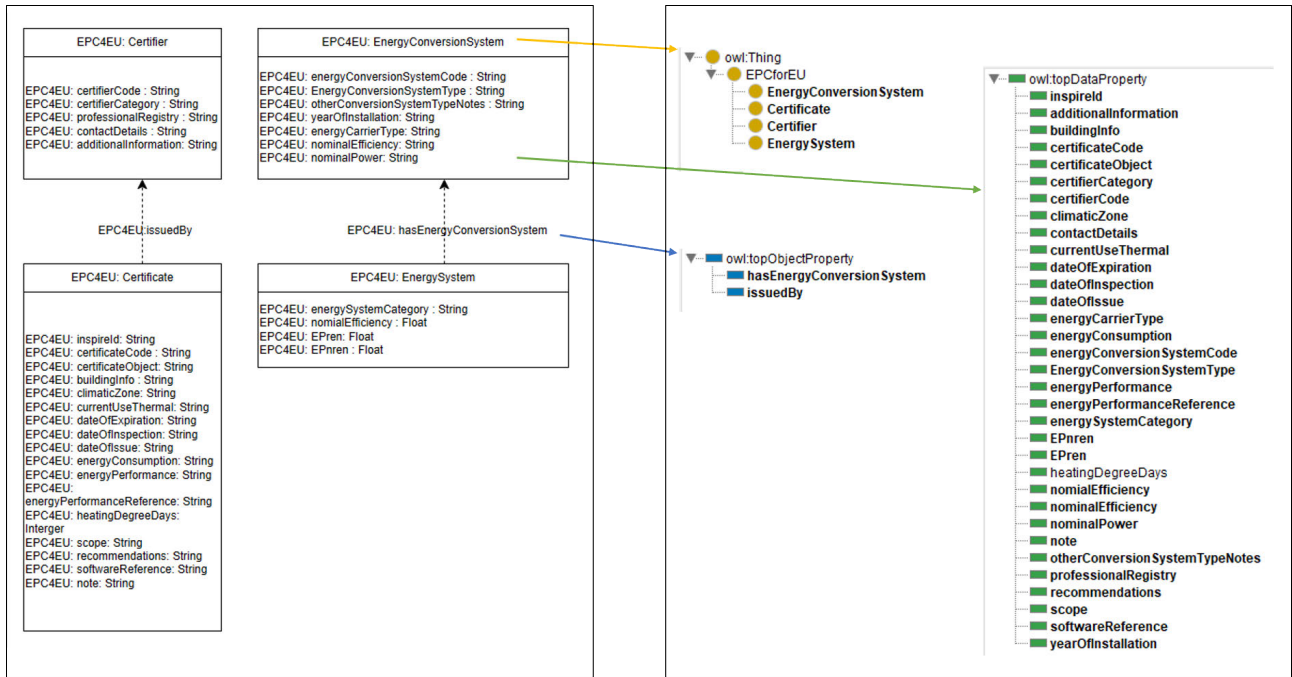 EPC4EU: Certifier
EPC4EU: certifierCode : String
EPC4EU: certifierCategory : String
EPC4EU: professionalRegistry : String
EPC4EU: contactDetails : String
EPC4EU: additionalInformation: String
EPC4EU: EnergyConversionSystem
EPC4EU: energyConversionSystemCode : String
EPC4EU: EnergyConversionSystemType : String
EPC4EU: otherConversionSystemTypeNotes : String
EPC4EU: yearOfInstallation: String
EPC4EU: energyCarrierType: String
EPC4EU: nominalEfficiency: String
EPC4EU: nominalPower: String
EPC4EU:issuedBy
EPC4EU: hasEnergyConversionSystem
EPC4EU: Certificate
EPC4EU: inspireId: String
EPC4EU: certificateCode : String
EPC4EU: certificateObject: String
EPC4EU: buildingInfo : String
EPC4EU: climaticZone: String
EPC4EU: currentUseThermal: String
EPC4EU: dateOfExpiration: String
EPC4EU: dateOfInspection: String
EPC4EU: dateOfIssue: String
EPC4EU: energyConsumption: String
EPC4EU: energyPerformance: String
EPC4EU:
energyPerformanceReference: String
EPC4EU: heatingDegreeDays:
Interger
EPC4EU: scope: String
EPC4EU: recommendations: String
EPC4EU: softwareReference: String
EPC4EU: note: String
EPC4EU: EnergySystem
EPC4EU: energySystemCategory : String
EPC4EU: nomialEfficiency : Float
EPC4EU: EPren: Float
EPC4EU: EPnren : Float
owl:Thing
EPCforEU
EnergyConversionSystem
Certificate
Certifier
EnergySystem
owl:topObjectProperty
hasEnergyConversionSystem
issuedBy
owl:topDataProperty
inspireId
additionalInformation
buildingInfo
certificateCode
certificateObject
certifierCategory
certifierCode
climaticZone
contactDetails
currentUseThermal
dateOfExpiration
dateOfInspection
dateOfIssue
energyCarrierType
energyConsumption
energyConversionSystemCode
EnergyConversionSystemType
energyPerformance
energyPerformanceReference
energySystemCategory
EPnren
EPren
heatingDegreeDays
nomialEfficiency
nominalEfficiency
nominalPower
note
otherConversionSystemTypeNotes
professionalRegistry
recommendations
scope
softwareReference
yearOfInstallation